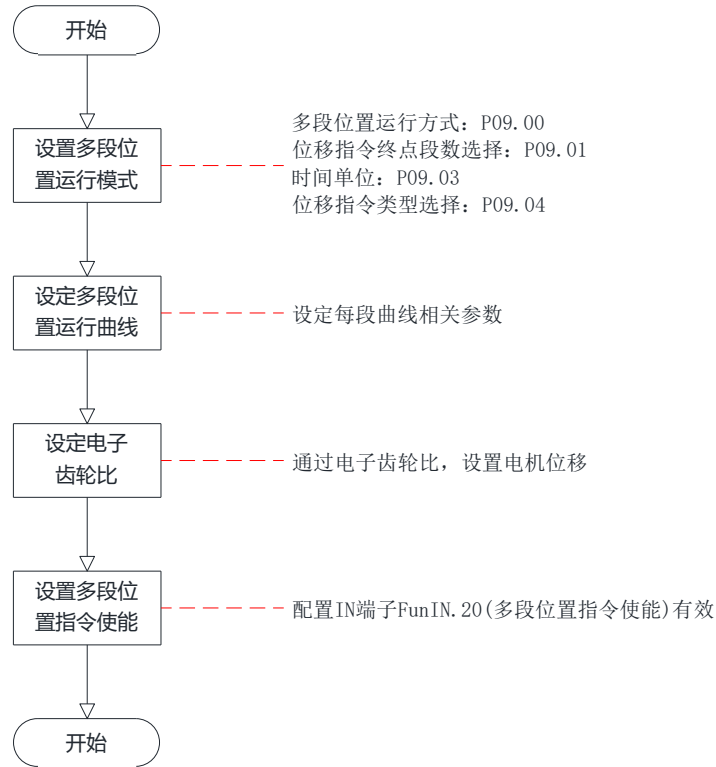 开始
设置多段位
置运行模式
多段位置运行方式：P09.00
位移指令终点段数选择：P09.01
时间单位：P09.03
位移指令类型选择：P09.04
设定多段位
置运行曲线
设定每段曲线相关参数
设定电子
齿轮比
通过电子齿轮比，设置电机位移
设置多段位
置指令使能
配置IN端子FunIN.20(多段位置指令使能)有效
开始